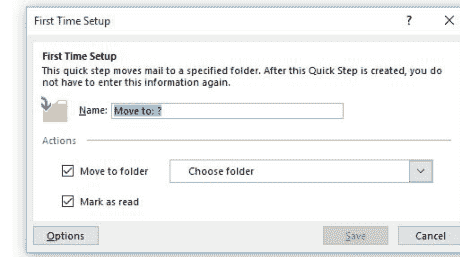 First Time Setup ? X
First Time Setup
This quick step moves mail to a specified folder. After this Quick Step is created, you do
not have to enter this information again.
Name: Move to: ?
Actions
Move to folder Choose folder
Mark as read
Options Save Cancel